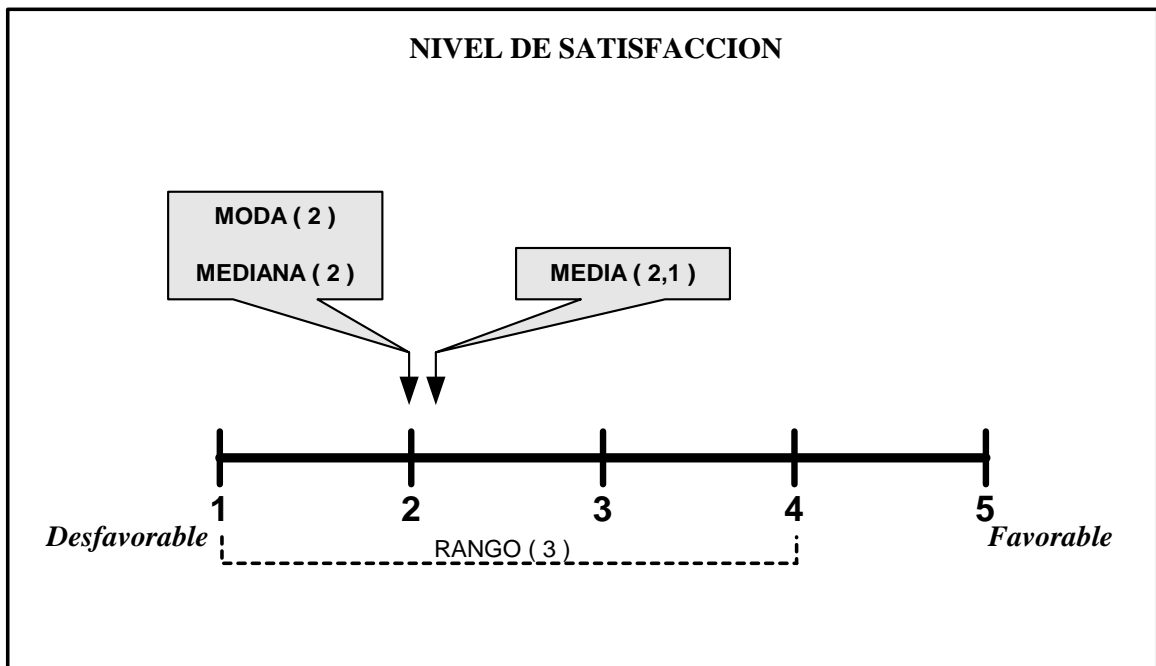 NIVEL DE SATISFACCION
MODA ( 2 )
MEDIANA ( 2 )
MEDIA ( 2,1 )
1 2 3 4 5
Desfavorable Favorable
RANGO ( 3 )